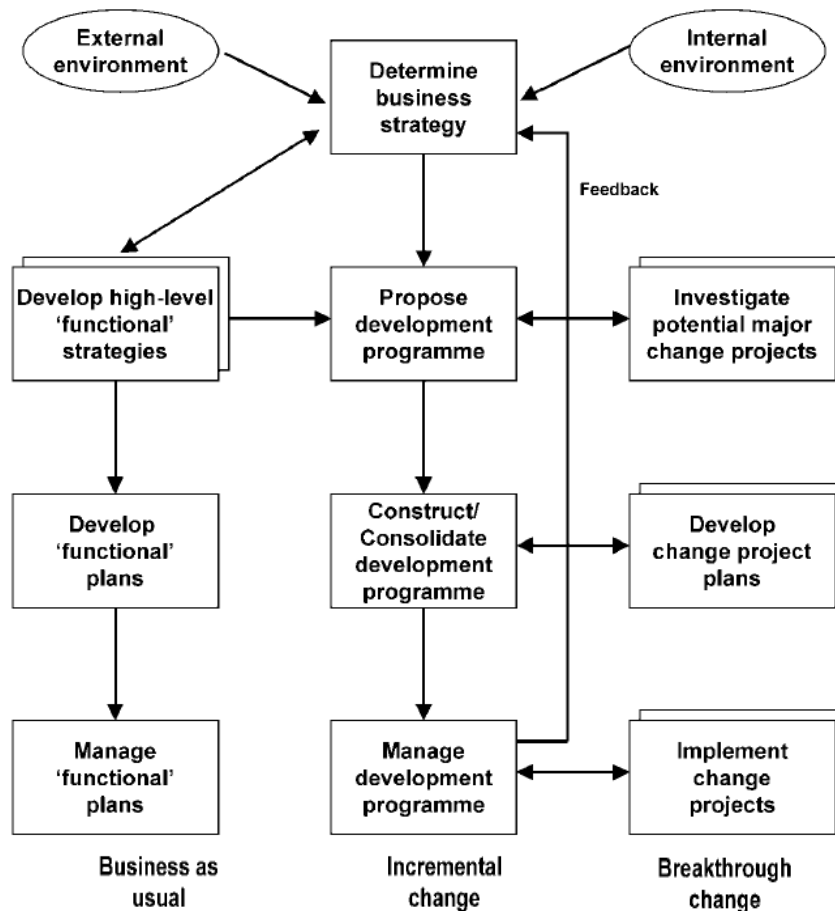 External
environment
Internal
environment
Determine
business
strategy
Feedback
Develop high-level
‘functional’
strategies
Propose
development
programme
Investigate
potential major
change projects
Develop
‘functional’
plans
Construct/
Consolidate
development
programme
Develop
change project
plans
Manage
‘functional’
plans
Manage
development
programme
Implement
change
projects
Business as
usual
Incremental
change
Breakthrough
change